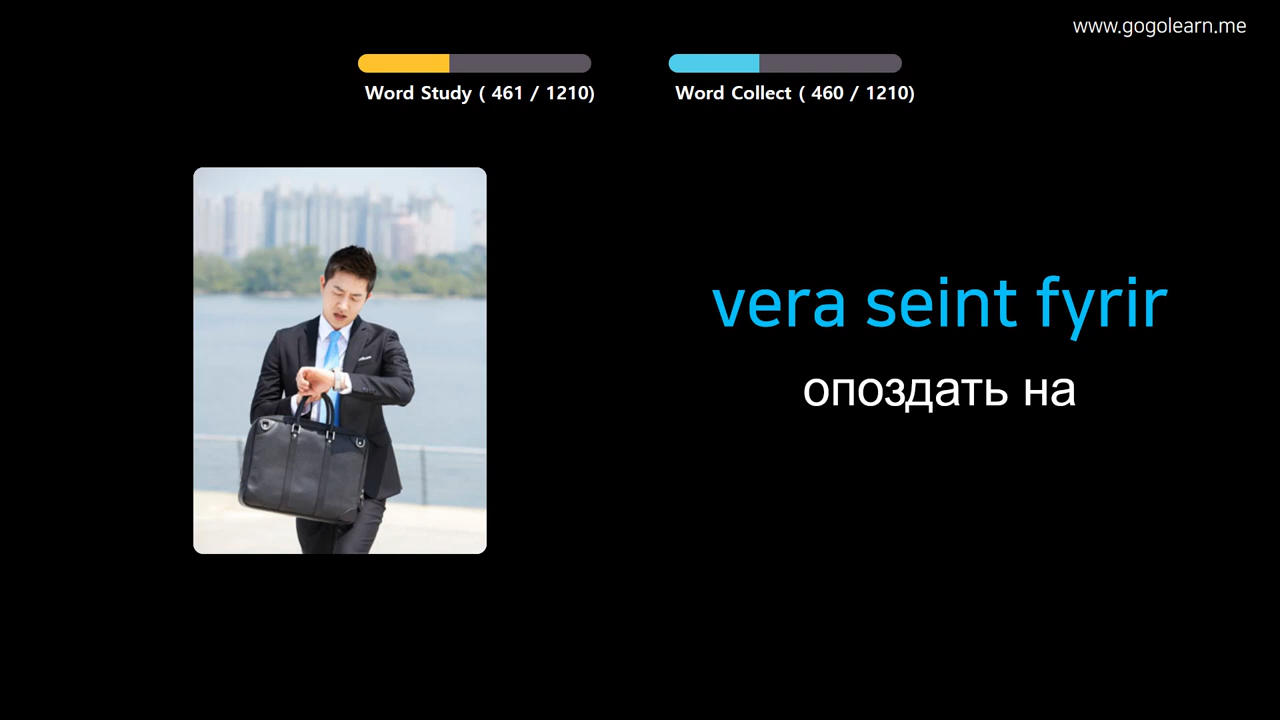 www.gogolearn.me
Word Study ( 461 / 1210)
Word Collect ( 460 / 1210)
vera seint fyrir
опоздать на